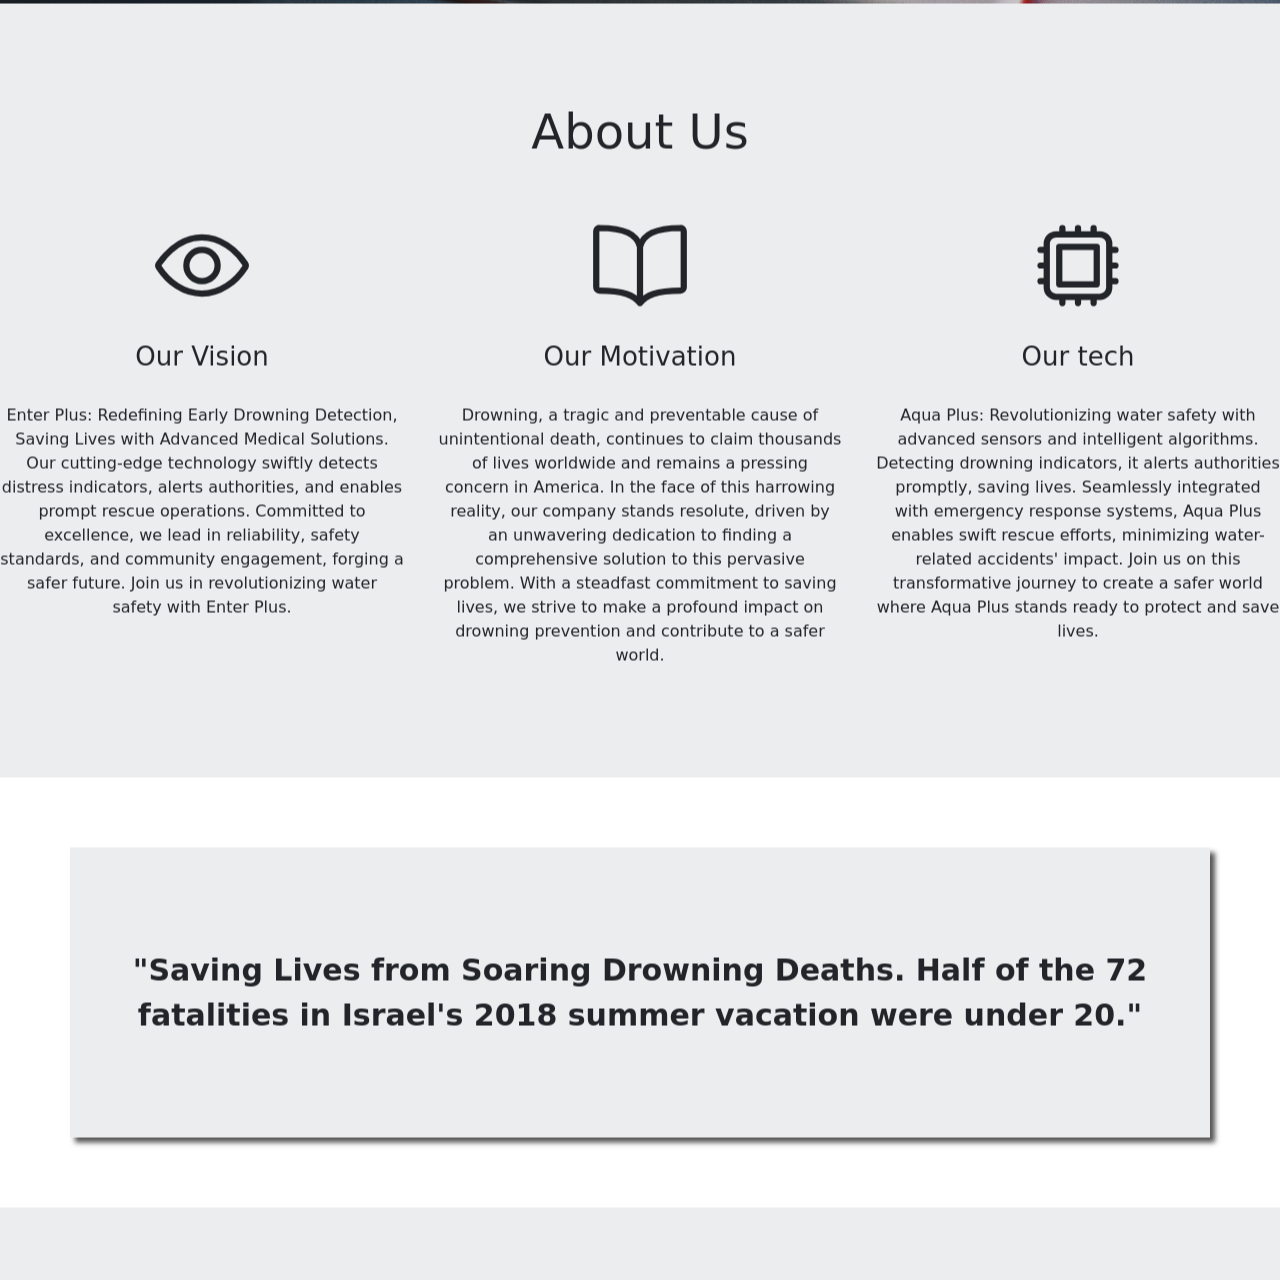 About Us
Our Vision
Enter Plus: Redefining Early Drowning Detection,
Saving Lives with Advanced Medical Solutions.
Our cutting-edge technology swiftly detects
distress indicators, alerts authorities, and enables
prompt rescue operations. Committed to
excellence, we lead in reliability, safety
standards, and community engagement, forging a
safer future. Join us in revolutionizing water
safety with Enter Plus.
Our Motivation
Drowning, a tragic and preventable cause of
unintentional death, continues to claim thousands
of lives worldwide and remains a pressing
concern in America. In the face of this harrowing
reality, our company stands resolute, driven by
an unwavering dedication to finding a
comprehensive solution to this pervasive
problem. With a steadfast commitment to saving
lives, we strive to make a profound impact on
drowning prevention and contribute to a safer
world.
Our tech
Aqua Plus: Revolutionizing water safety with
advanced sensors and intelligent algorithms.
Detecting drowning indicators, it alerts authorities
promptly, saving lives. Seamlessly integrated
with emergency response systems, Aqua Plus
enables swift rescue efforts, minimizing water-
related accidents' impact. Join us on this
transformative journey to create a safer world
where Aqua Plus stands ready to protect and save
lives.
"Saving Lives from Soaring Drowning Deaths. Half of the 72
fatalities in Israel's 2018 summer vacation were under 20."